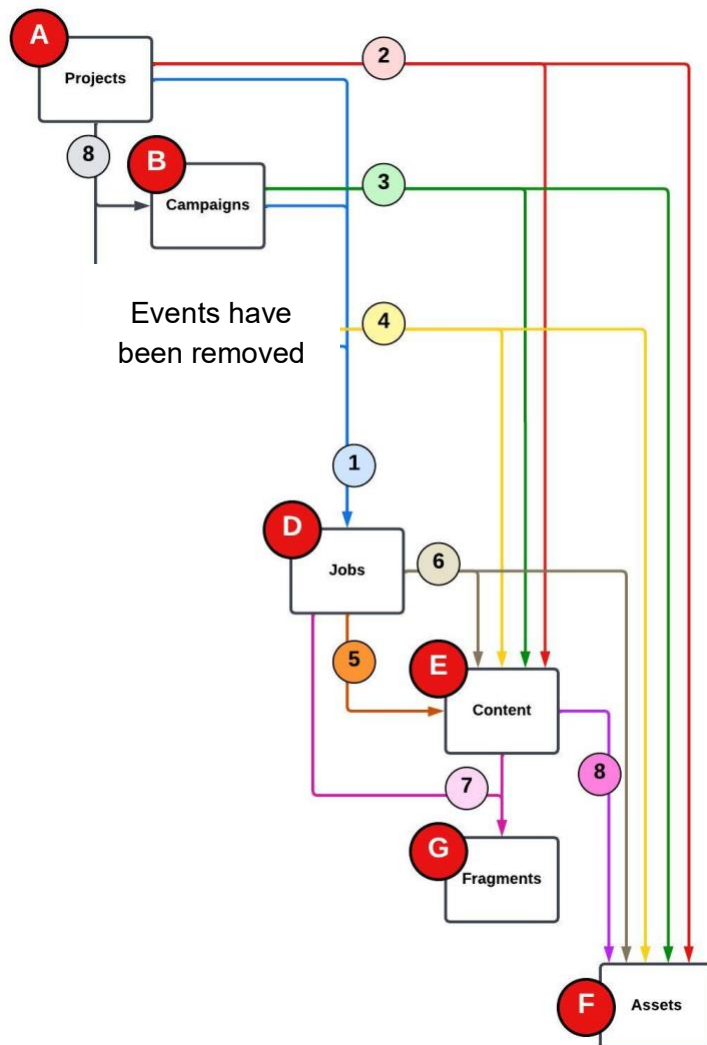 A
Projects
2
8
B
Campaigns
3
Events have
been removed
4
1
D
Jobs
6
5
E
Content
7
8
G
Fragments
F
Assets